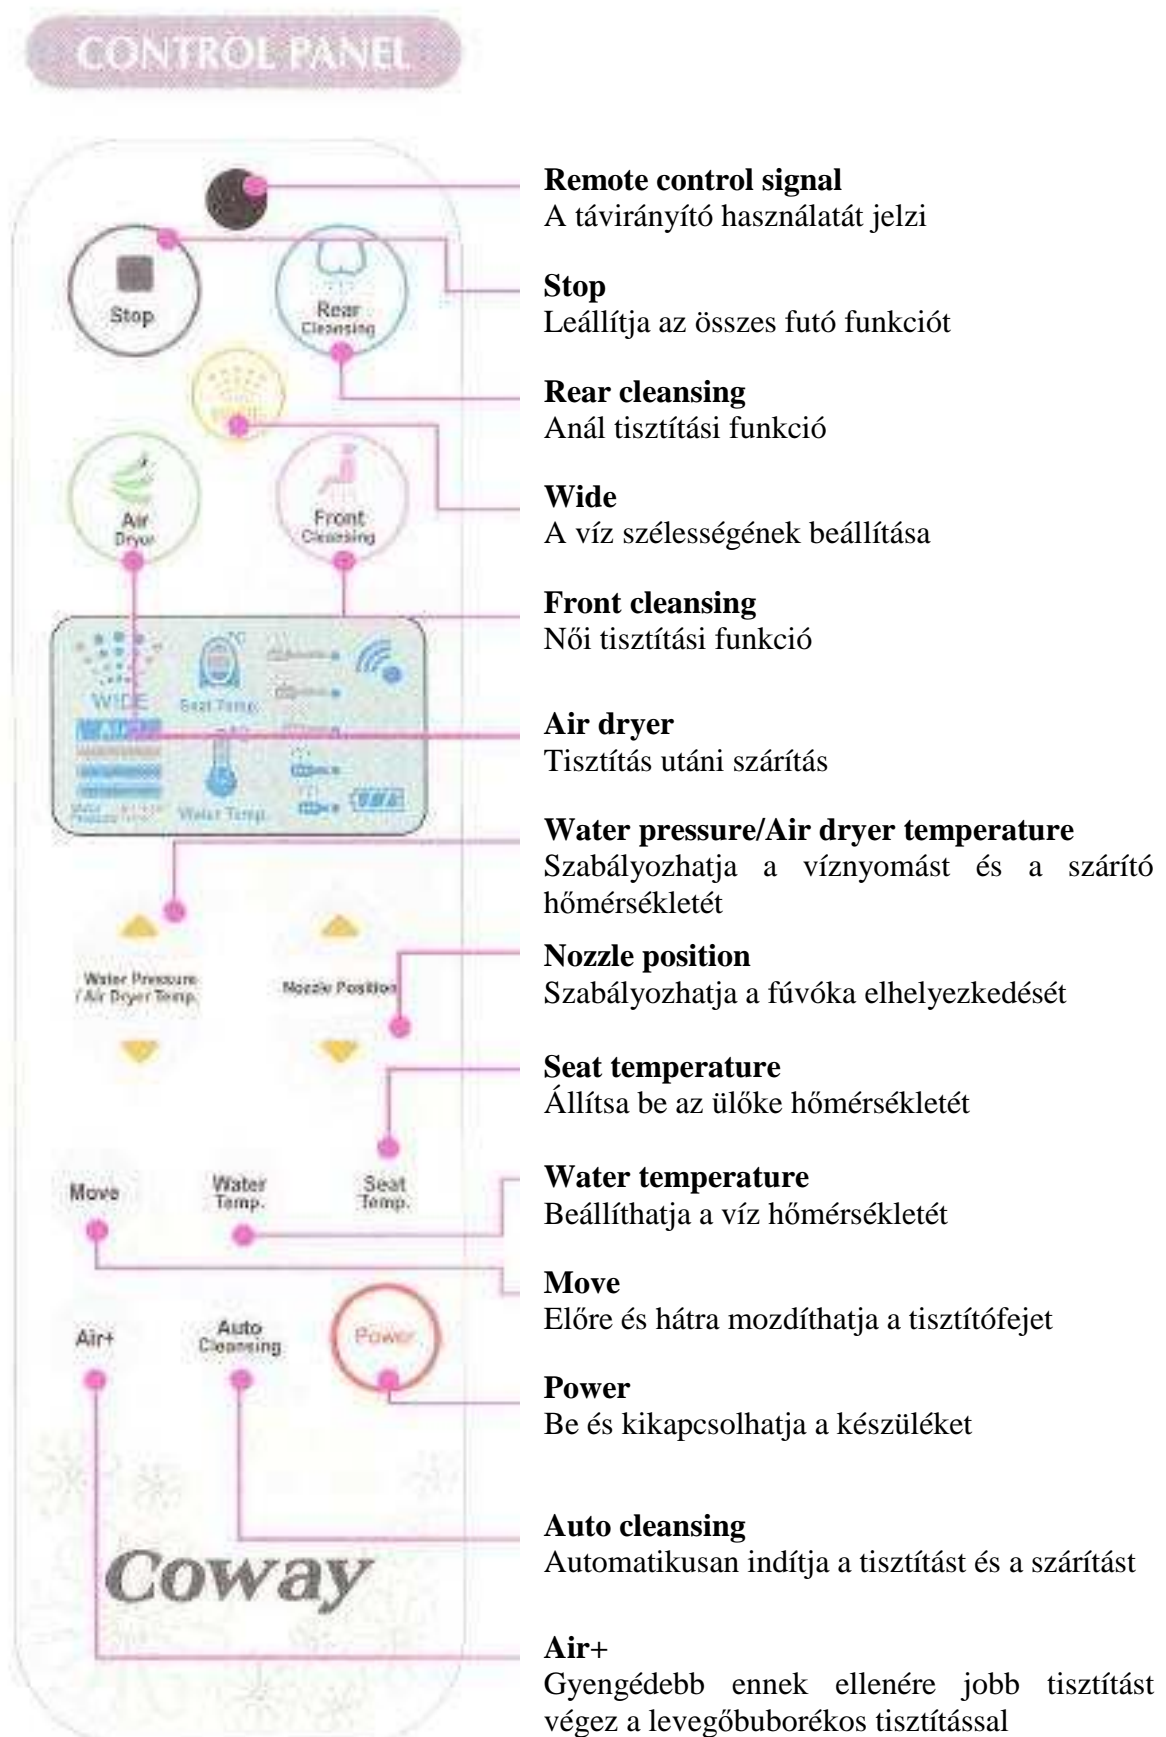 CONTROL PANEL
Stop
Rear
Cleansing
Air
Dryer
Front
Cleansing
WIDE
Seat Temp.
°C
Water Temp.
Water Pressure
/ Air Dryer Temp.
Nozzle Position
Move
Water
Temp.
Seat
Temp.
Air+
Auto
Cleansing
Power
Coway
Remote control signal
A távirányító használatát jelzi
Stop
Leállítja az összes futó funkciót
Rear cleansing
Anál tisztítási funkció
Wide
A víz szélességének beállítása
Front cleansing
Női tisztítási funkció
Air dryer
Tisztítás utáni szárítás
Water pressure/Air dryer temperature
Szabályozhatja a víznyomást és a szárító
hőmérsékletét
Nozzle position
Szabályozhatja a fúvóka elhelyezkedését
Seat temperature
Állítsa be az ülőke hőmérsékletét
Water temperature
Beállíthatja a víz hőmérsékletét
Move
Előre és hátra mozdíthatja a tisztítófejet
Power
Be és kikapcsolhatja a készüléket
Auto cleansing
Automatikusan indítja a tisztítást és a szárítást
Air+
Gyengédebb ennek ellenére jobb tisztítást
végez a levegőbuborékos tisztítással